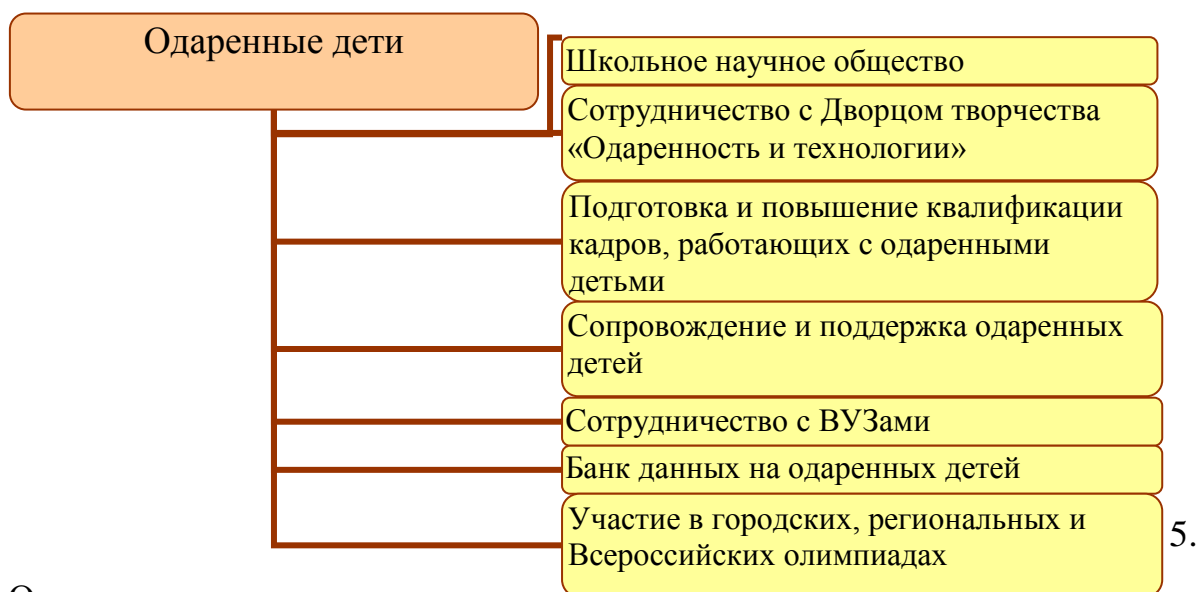 Одаренные дети
Школьное научное общество
Сотрудничество с Дворцом творчества
«Одаренность и технологии»
Подготовка и повышение квалификации
кадров, работающих с одаренными
детьми
Сопровождение и поддержка одаренных
детей
Сотрудничество с ВУЗами
Банк данных на одаренных детей
Участие в городских, региональных и
Всероссийских олимпиадах
5.